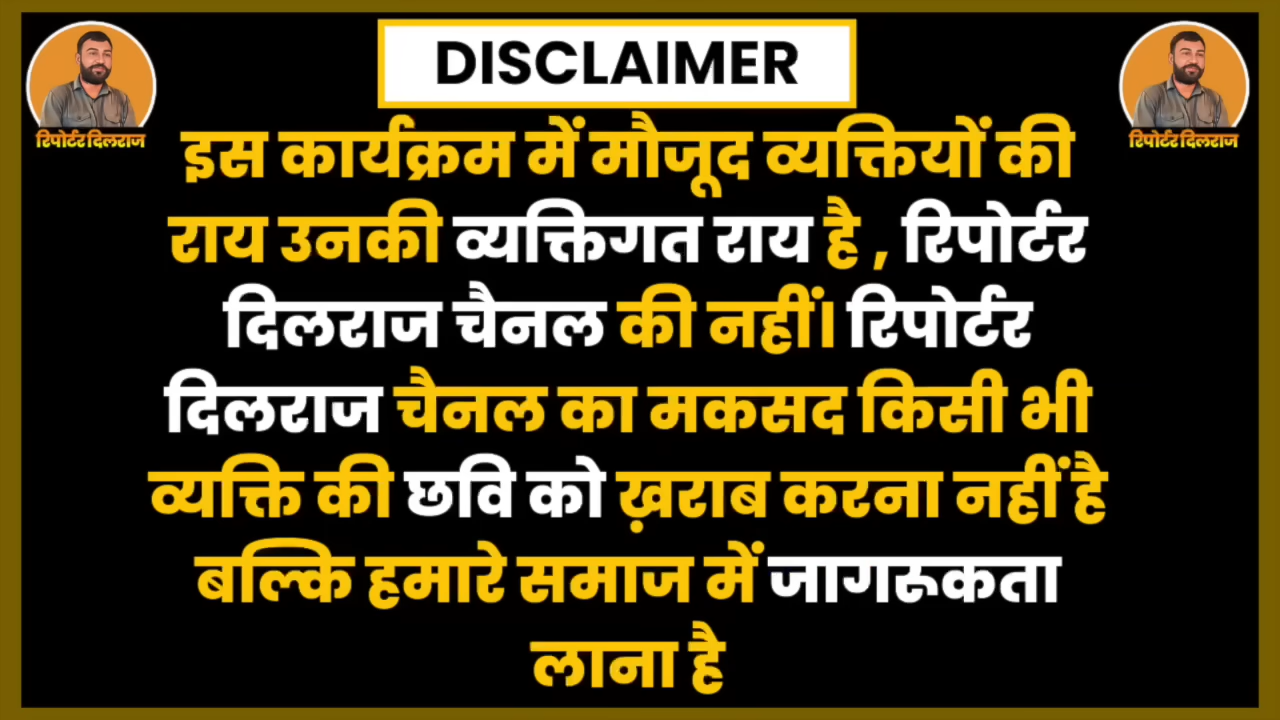 DISCLAIMER
रिपोर्टर दिलराज
रिपोर्टर दिलराज
इस कार्यक्रम में मौजूद व्यक्तियों की
राय उनकी व्यक्तिगत राय है , रिपोर्टर
दिलराज चैनल की नहीं। रिपोर्टर
दिलराज चैनल का मकसद किसी भी
व्यक्ति की छवि को ख़राब करना नहीं है
बल्कि हमारे समाज में जागरूकता
लाना है